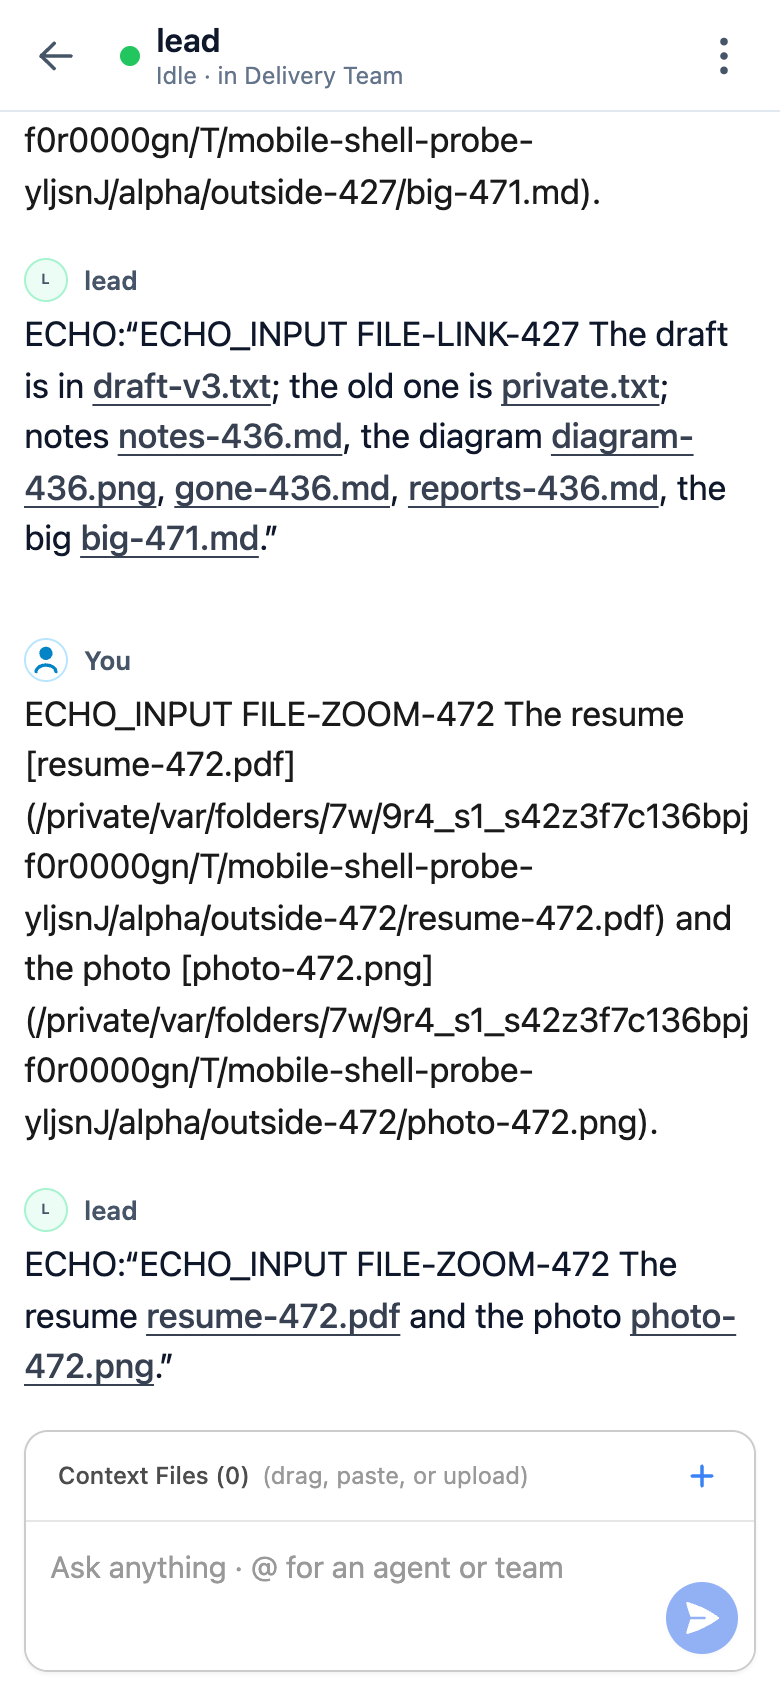 lead
Idle · in Delivery Team
f0r0000gn/T/mobile-shell-probe-
yljsnJ/alpha/outside-427/big-471.md).
L lead
ECHO:“ECHO_INPUT FILE-LINK-427 The draft
is in draft-v3.txt; the old one is private.txt;
notes notes-436.md, the diagram diagram-
436.png, gone-436.md, reports-436.md, the
big big-471.md.”
You
ECHO_INPUT FILE-ZOOM-472 The resume
[resume-472.pdf]
(/private/var/folders/7w/9r4_s1_s42z3f7c136bpj
f0r0000gn/T/mobile-shell-probe-
yljsnJ/alpha/outside-472/resume-472.pdf) and
the photo [photo-472.png]
(/private/var/folders/7w/9r4_s1_s42z3f7c136bpj
f0r0000gn/T/mobile-shell-probe-
yljsnJ/alpha/outside-472/photo-472.png).
L lead
ECHO:“ECHO_INPUT FILE-ZOOM-472 The
resume resume-472.pdf and the photo photo-
472.png.”
Context Files (0) (drag, paste, or upload)
Ask anything · @ for an agent or team